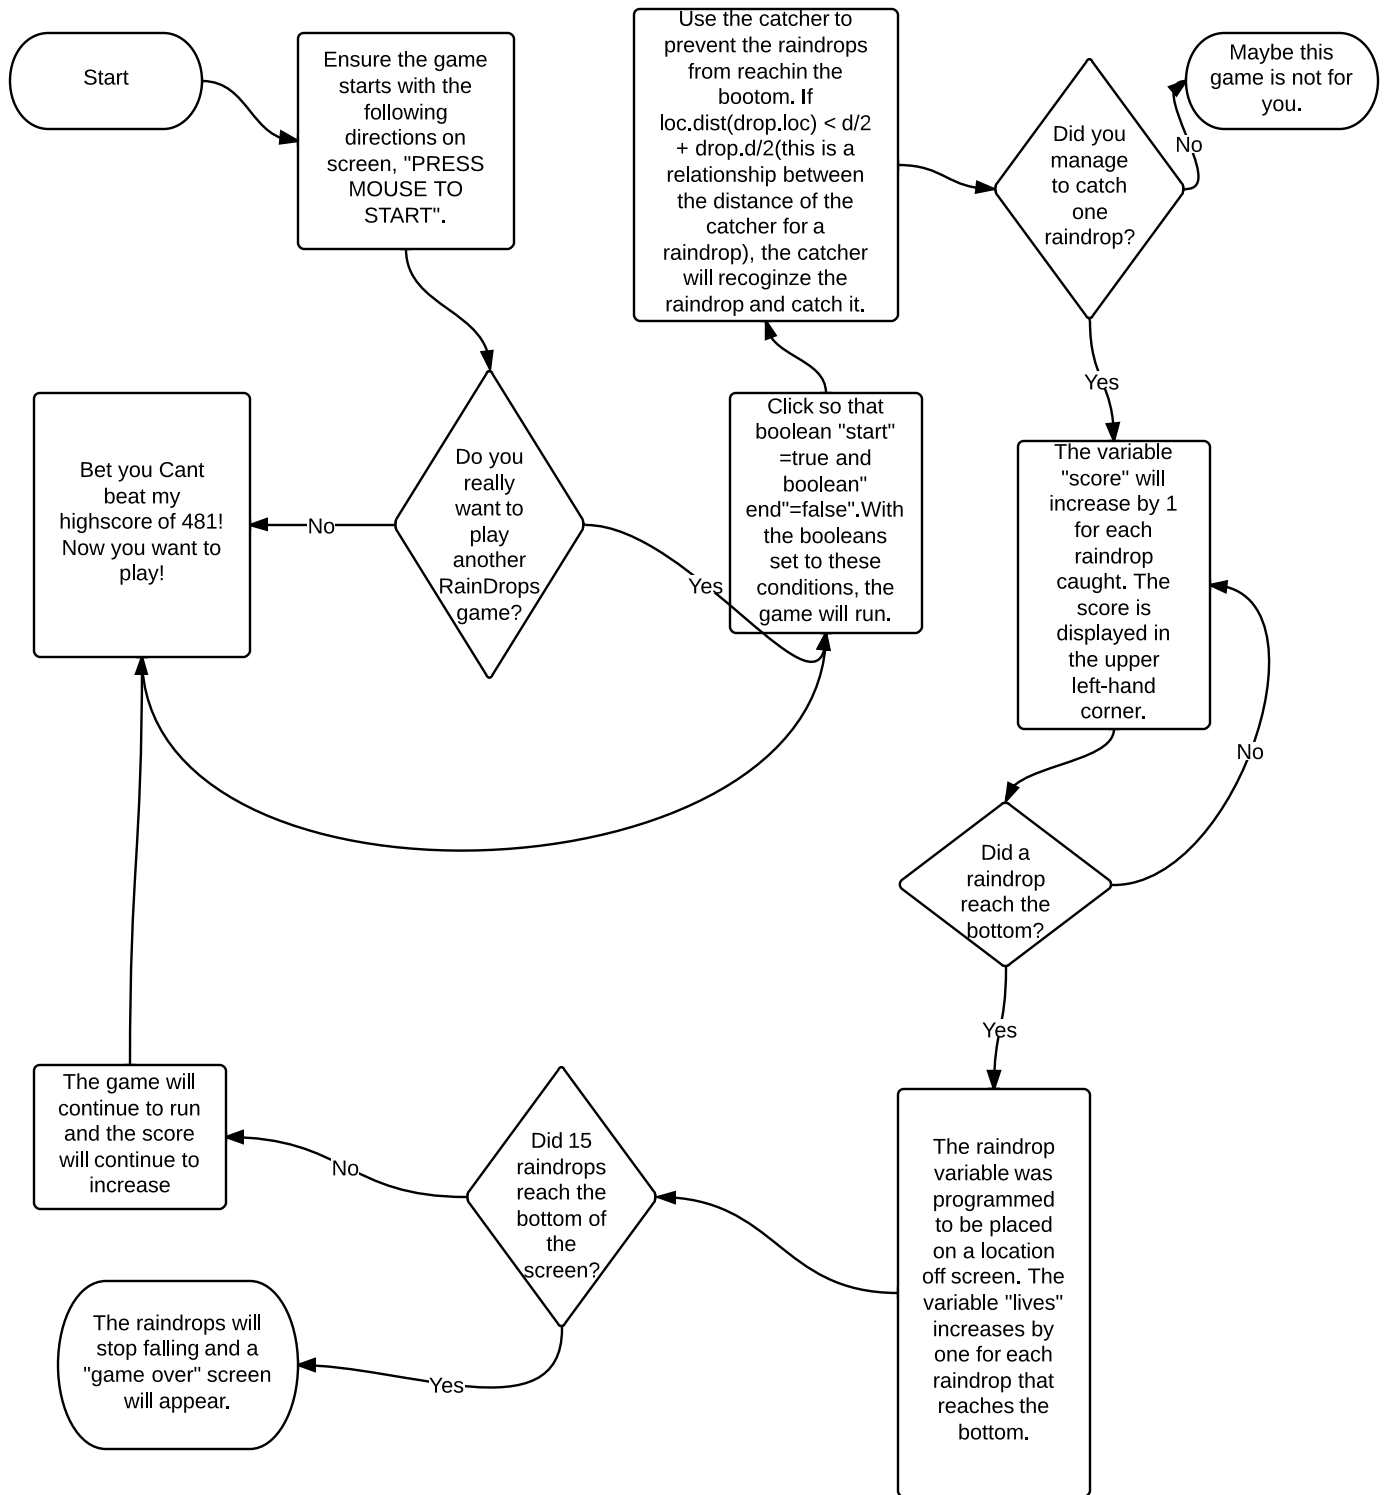 Start
Ensure the game
starts with the
following
directions on
screen, "PRESS
MOUSE TO
START".
Use the catcher to
prevent the raindrops
from reachin the
bootom. If
loc.dist(drop.loc) < d/2
+ drop.d/2(this is a
relationship between
the distance of the
catcher for a
raindrop), the catcher
will recoginze the
raindrop and catch it.
Did you
manage
to catch
one
raindrop?
No
Maybe this
game is not for
you.
Yes
Bet you Cant
beat my
highscore of 481!
Now you want to
play!
No
Do you
really
want to
play
another
RainDrops
game?
Yes
Click so that
boolean "start"
=true and
boolean"
end"=false".With
the booleans
set to these
conditions, the
game will run.
The variable
"score" will
increase by 1
for each
raindrop
caught. The
score is
displayed in
the upper
left-hand
corner.
No
Did a
raindrop
reach the
bottom?
Yes
The game will
continue to run
and the score
will continue to
increase
No
Did 15
raindrops
reach the
bottom of
the
screen?
Yes
The raindrop
variable was
programmed
to be placed
on a location
off screen. The
variable "lives"
increases by
one for each
raindrop that
reaches the
bottom.
The raindrops will
stop falling and a
"game over" screen
will appear.